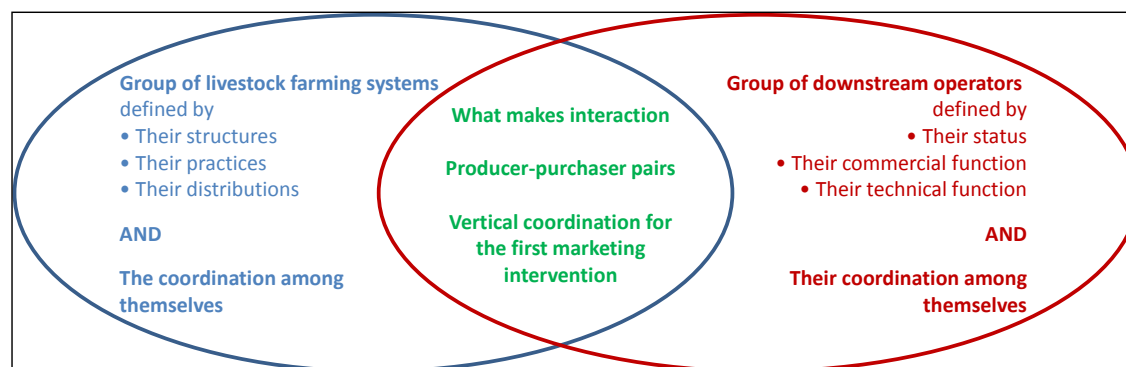 Group of livestock farming systems
defined by
• Their structures
• Their practices
• Their distributions
AND
The coordination among
themselves
What makes interaction
Producer-purchaser pairs
Vertical coordination for
the first marketing
intervention
Group of downstream operators
defined by
• Their status
• Their commercial function
• Their technical function
AND
Their coordination among
themselves